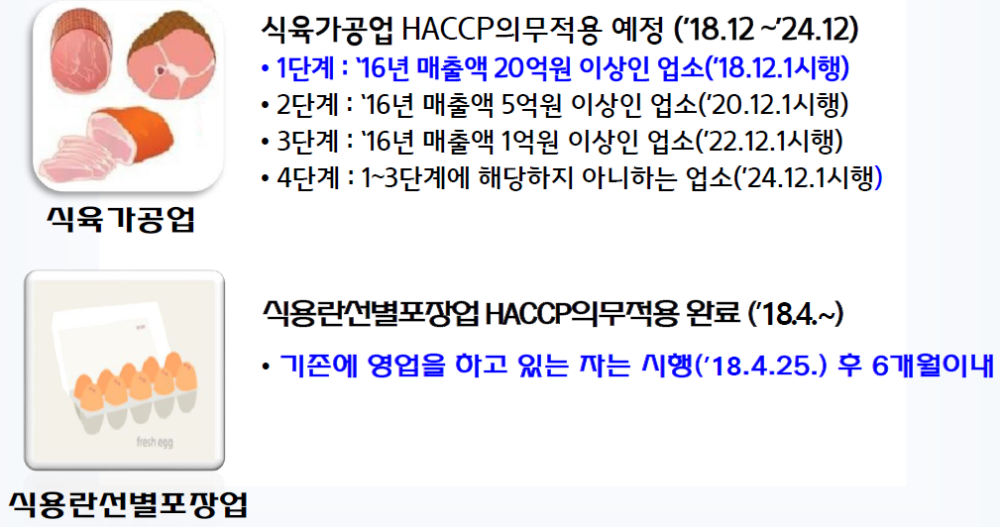 식육가공업 HACCP의무적용 예정 (’18.12 ~’24.12)
• 1단계 : ‘16년 매출액 20억원 이상인 업소(’18.12.1시행)
• 2단계 : ‘16년 매출액 5억원 이상인 업소(’20.12.1시행)
• 3단계 : ‘16년 매출액 1억원 이상인 업소(‘22.12.1시행)
• 4단계 : 1~3단계에 해당하지 아니하는 업소(’24.12.1시행)
식육가공업
식용란선별포장업 HACCP의무적용 완료 (’18.4.~)
• 기존에 영업을 하고 있는 자는 시행(’18.4.25.) 후 6개월이내
fresh egg
식용란선별포장업